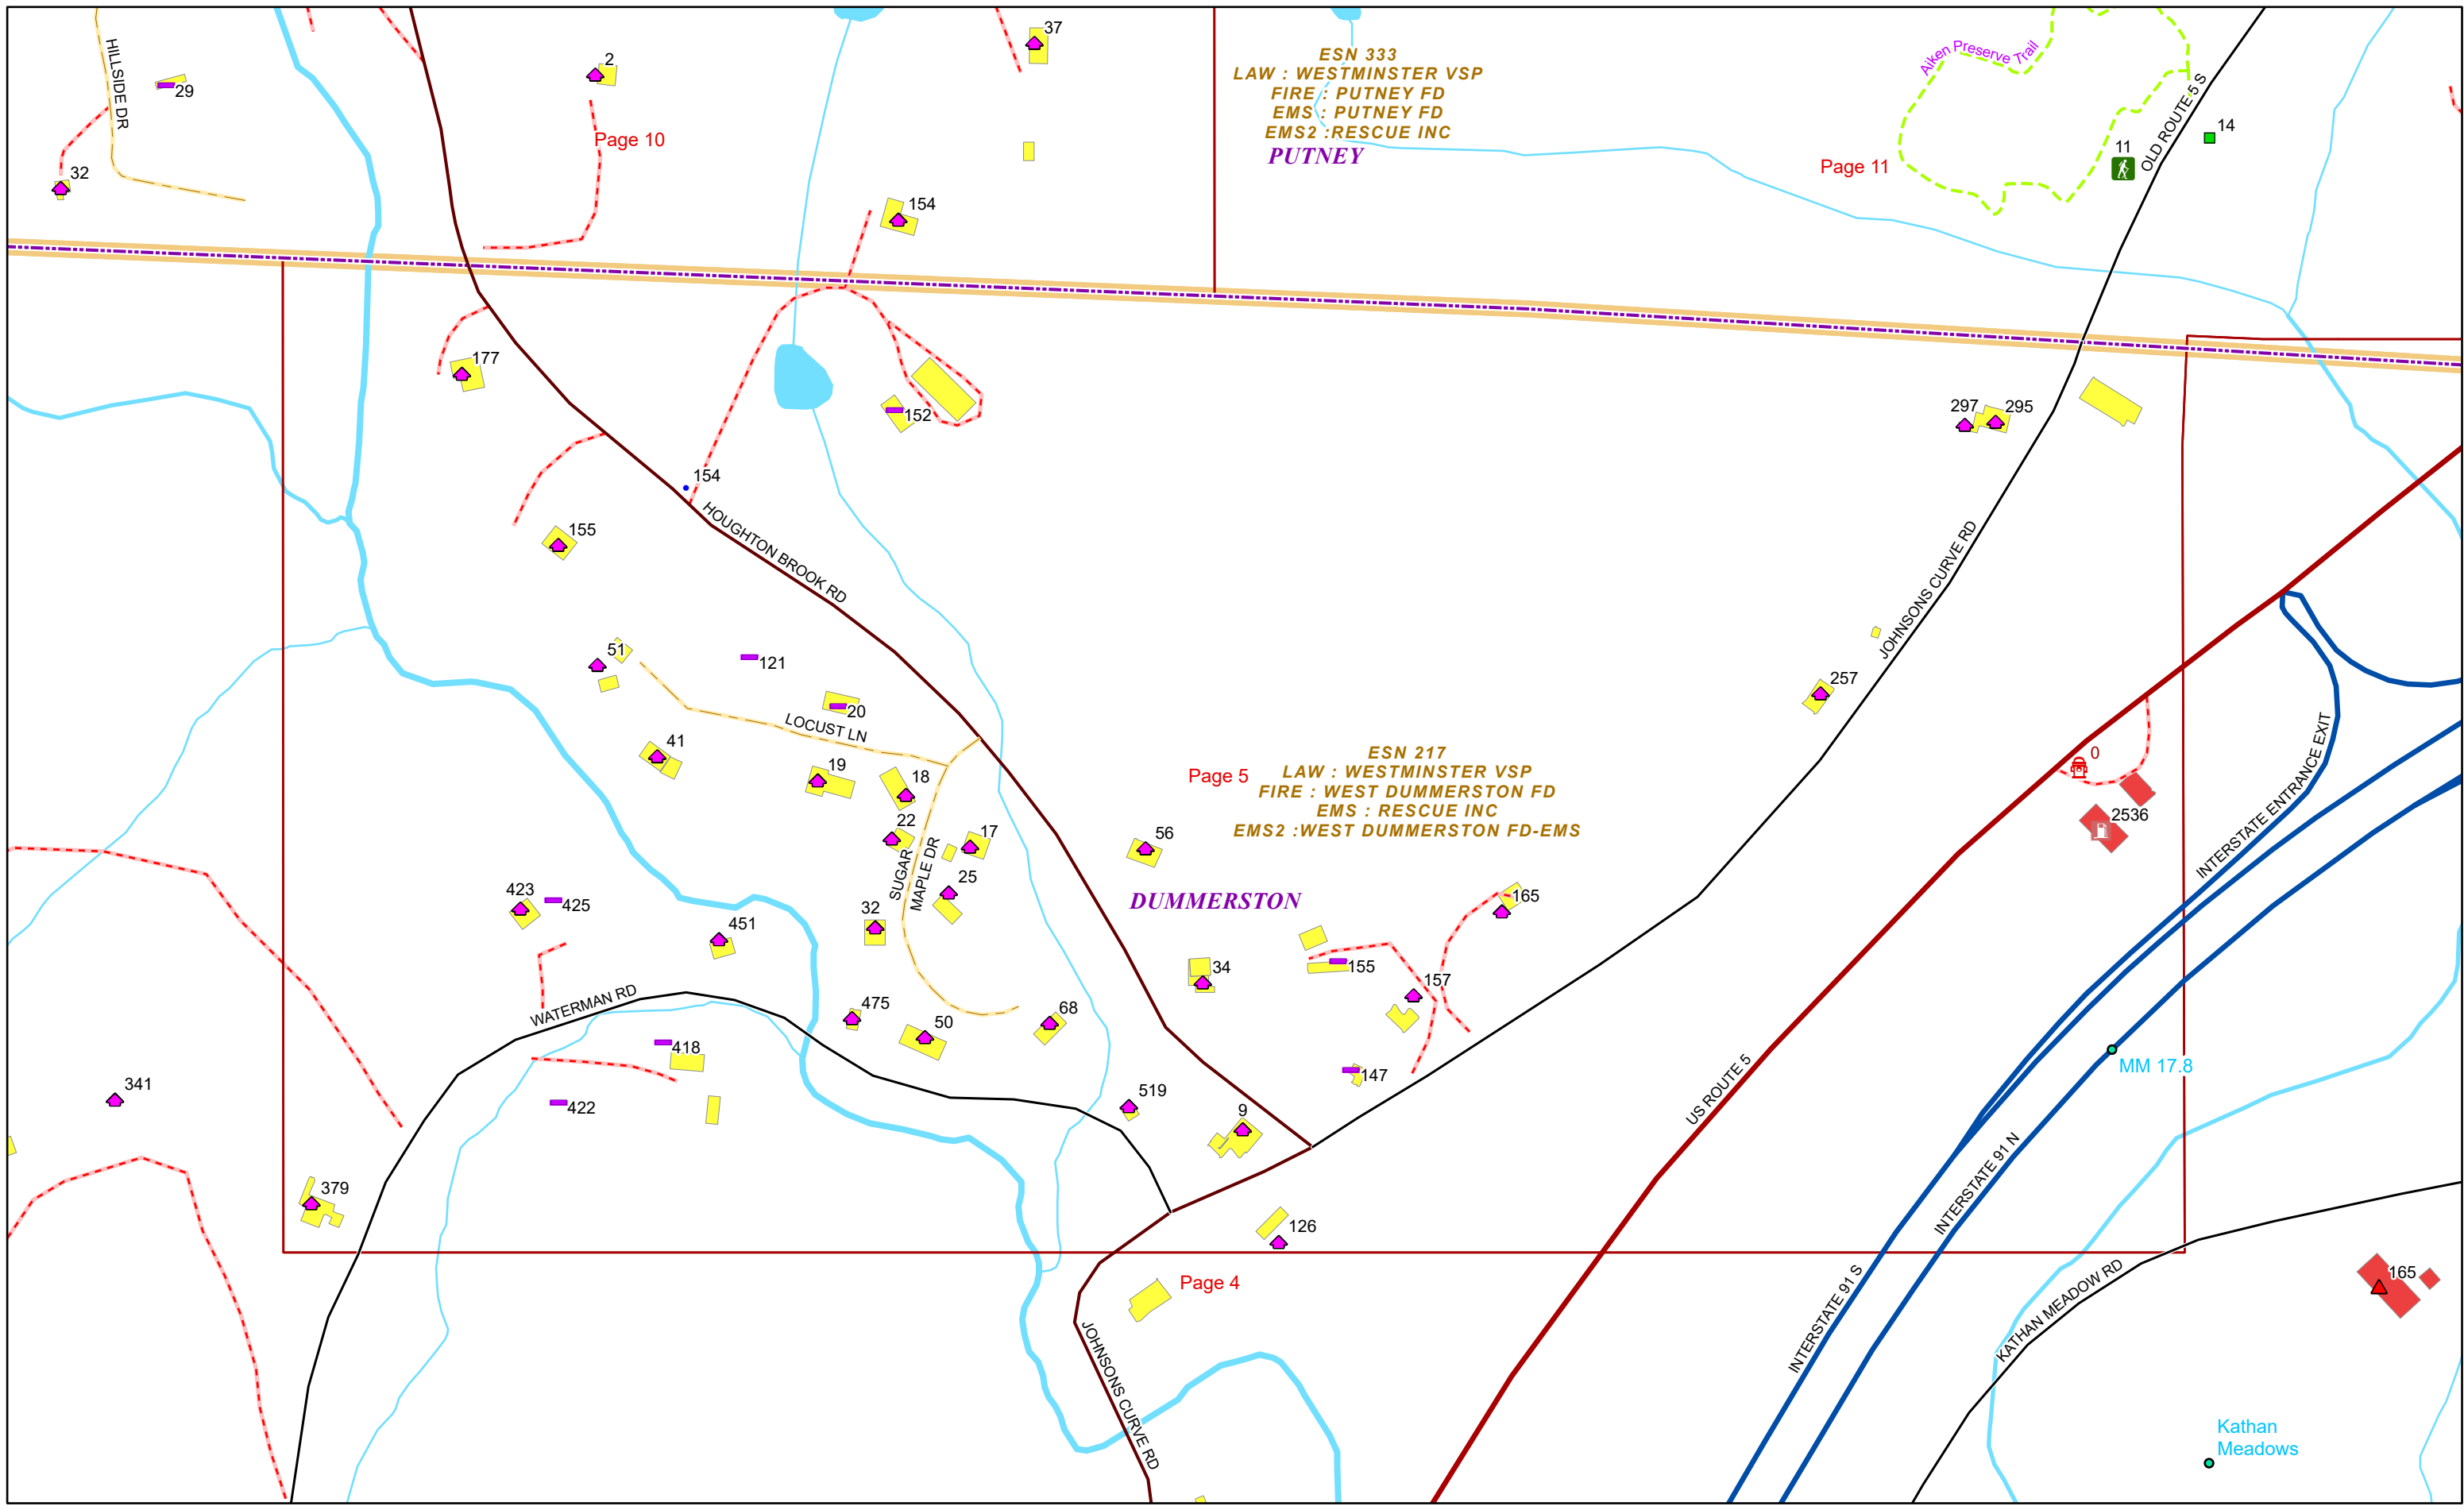 37
2
HILLSIDE DR
29
ESN 333
LAW : WESTMINSTER VSP
FIRE : PUTNEY FD
EMS : PUTNEY FD
EMS2 :RESCUE INC
PUTNEY
Aiken Preserve Trail
OLD ROUTE 5 S
14
11
Page 10
Page 11
32
154
177
152
297
295
154
155
HOUGHTON BROOK RD
JOHNSONS CURVE RD
51
121
257
20
LOCUST LN
41
19
18
ESN 217
LAW : WESTMINSTER VSP
FIRE : WEST DUMMERSTON FD
EMS : RESCUE INC
EMS2 :WEST DUMMERSTON FD-EMS
Page 5
0
2536
INTERSTATE ENTRANCE EXIT
22
17
56
SUGAR
MAPLE DR
25
DUMMERSTON
165
423
425
32
451
34
155
157
WATERMAN RD
475
50
68
418
147
US ROUTE 5
MM 17.8
341
422
519
9
INTERSTATE 91 N
379
126
Page 4
INTERSTATE 91 S
KATHAN MEADOW RD
165
JOHNSONS CURVE RD
Kathan
Meadows